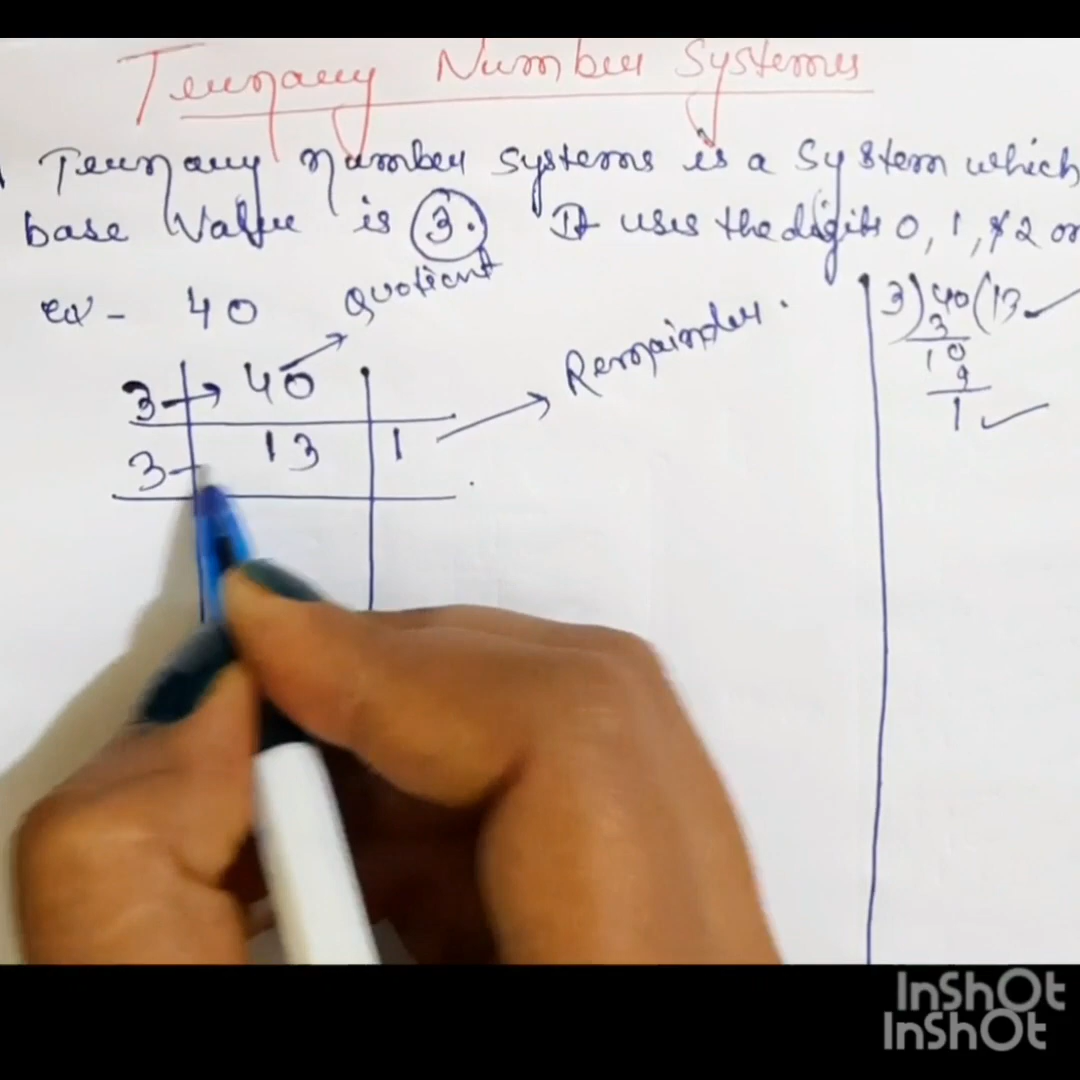 Ternary Number Systems
Ternary number systems is a system which
base Value is 3. It uses the digits 0, 1, & 2 or
ex - 40
Quotient
Remainder.
3 → 40
3 13 1
3)40(13
3
10
9
1
InShOt
InShOt